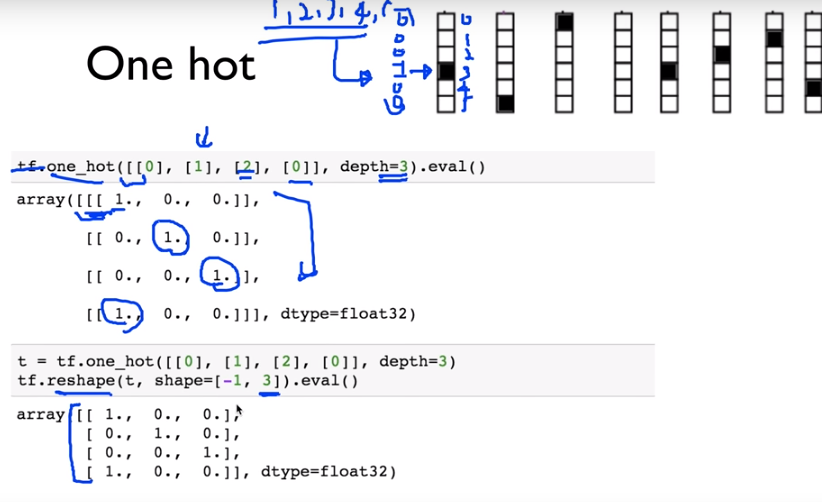 One hot
tf.one_hot([[0], [1], [2], [0]], depth=3).eval()
array([[[ 1., 0., 0.]],
[[ 0., 1., 0.]],
[[ 0., 0., 1.]],
[[ 1., 0., 0.]]], dtype=float32)
t = tf.one_hot([[0], [1], [2], [0]], depth=3)
tf.reshape(t, shape=[-1, 3]).eval()
array([[ 1., 0., 0.],
[ 0., 1., 0.],
[ 0., 0., 1.],
[ 1., 0., 0.]], dtype=float32)